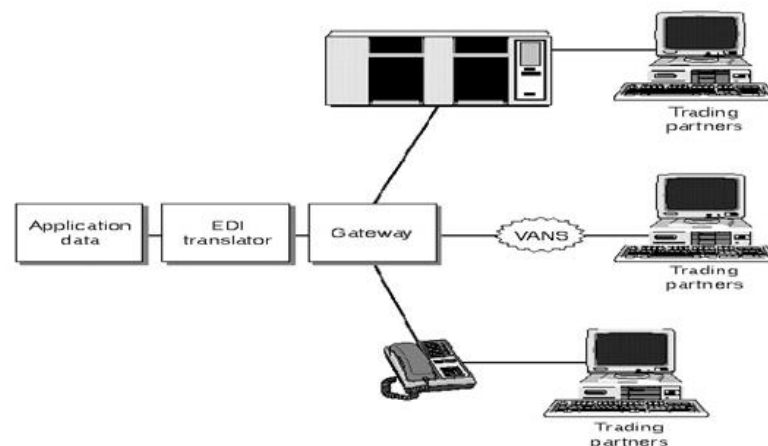 Trading
partners
Application
data
EDI
translator
Gateway
VANS
Trading
partners
Trading
partners